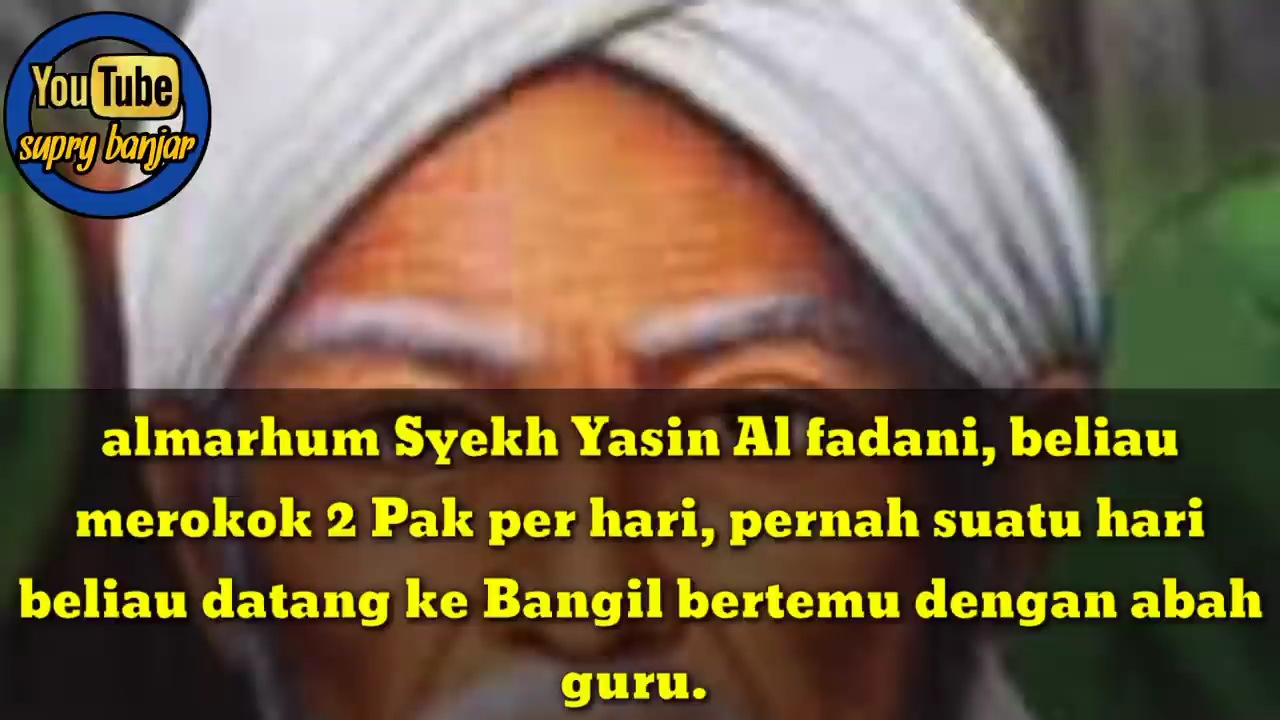 YouTube
supry banjar
almarhum Syekh Yasin Al fadani, beliau
merokok 2 Pak per hari, pernah suatu hari
beliau datang ke Bangil bertemu dengan abah
guru.